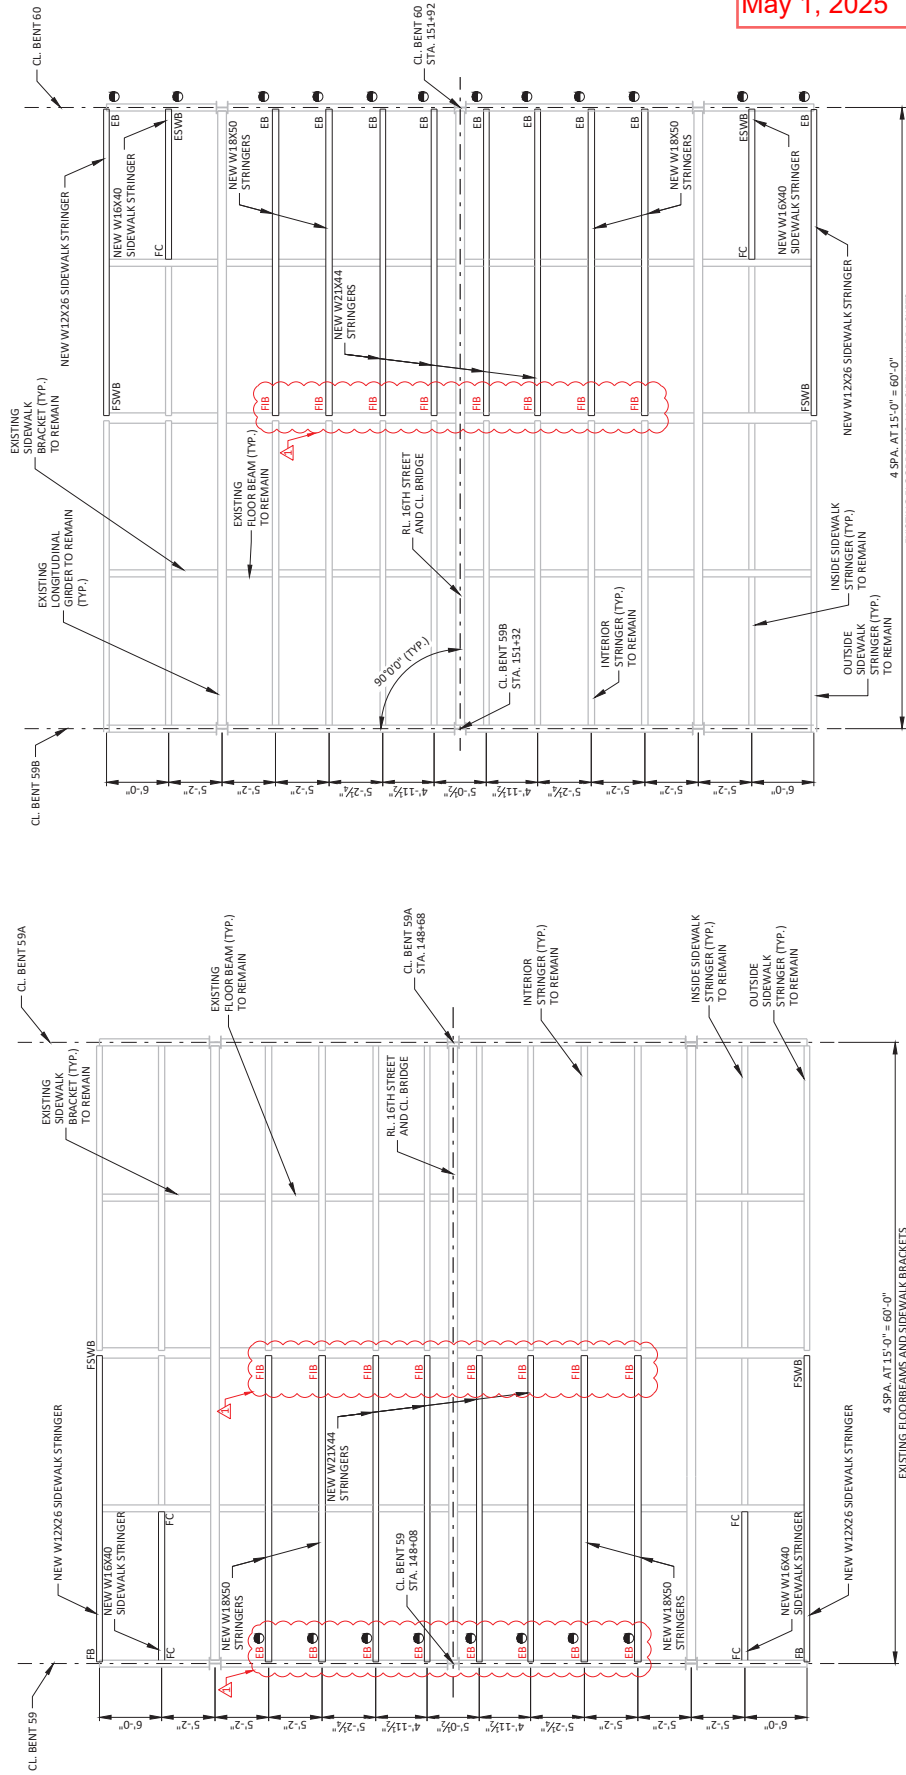 May 1, 2025
CL. BENT 60
CL. BENT 60
STA. 151+92
NEW W12X26 SIDEWALK STRINGER
NEW W16X40
SIDEWALK STRINGER
EB
ESWB
FC
NEW W18X50
STRINGERS
EB
EB
EB
EB
EB
EB
EB
EB
NEW W18X50
STRINGERS
FC
ESWB
EB
NEW W16X40
SIDEWALK STRINGER
NEW W12X26 SIDEWALK STRINGER
NEW W21X44
STRINGERS
FSWB
FIB
FIB
FIB
FIB
FIB
FIB
FIB
FIB
FSWB
1
EXISTING
SIDEWALK
BRACKET (TYP.)
TO REMAIN
EXISTING
LONGITUDINAL
GIRDER TO REMAIN
(TYP.)
EXISTING
FLOOR BEAM (TYP.)
TO REMAIN
RL. 16TH STREET
AND CL. BRIDGE
90°0'0" (TYP.)
CL. BENT 59B
STA. 151+32
INTERIOR
STRINGER (TYP.)
TO REMAIN
INSIDE SIDEWALK
STRINGER (TYP.)
TO REMAIN
OUTSIDE
SIDEWALK
STRINGER (TYP.)
TO REMAIN
4 SPA. AT 15'-0" = 60'-0"
CL. BENT 59B
6'-0"
5'-2"
5'-2"
5'-2"
5'-2¼"
4'-11½"
5'-0½"
4'-11½"
5'-2¼"
5'-2"
5'-2"
5'-2"
6'-0"
CL. BENT 59A
CL. BENT 59A
STA. 148+68
EXISTING
SIDEWALK
BRACKET (TYP.)
TO REMAIN
EXISTING
FLOOR BEAM (TYP.)
TO REMAIN
RL. 16TH STREET
AND CL. BRIDGE
INTERIOR
STRINGER (TYP.)
TO REMAIN
INSIDE SIDEWALK
STRINGER (TYP.)
TO REMAIN
OUTSIDE
SIDEWALK
STRINGER (TYP.)
TO REMAIN
FSWB
FIB
FIB
FIB
FIB
FIB
FIB
FIB
FIB
FSWB
1
NEW W12X26 SIDEWALK STRINGER
NEW W16X40
SIDEWALK STRINGER
FC
NEW W21X44
STRINGERS
NEW W18X50
STRINGERS
CL. BENT 59
STA. 148+08
NEW W18X50
STRINGERS
FC
NEW W16X40
SIDEWALK STRINGER
NEW W12X26 SIDEWALK STRINGER
FB
FC
EB
EB
EB
EB
EB
EB
EB
EB
FC
FB
1
4 SPA. AT 15'-0" = 60'-0"
EXISTING FLOORBEAMS AND SIDEWALK BRACKETS
CL. BENT 59
6'-0"
5'-2"
5'-2"
5'-2"
5'-2¼"
4'-11½"
5'-0½"
4'-11½"
5'-2¼"
5'-2"
5'-2"
5'-2"
6'-0"